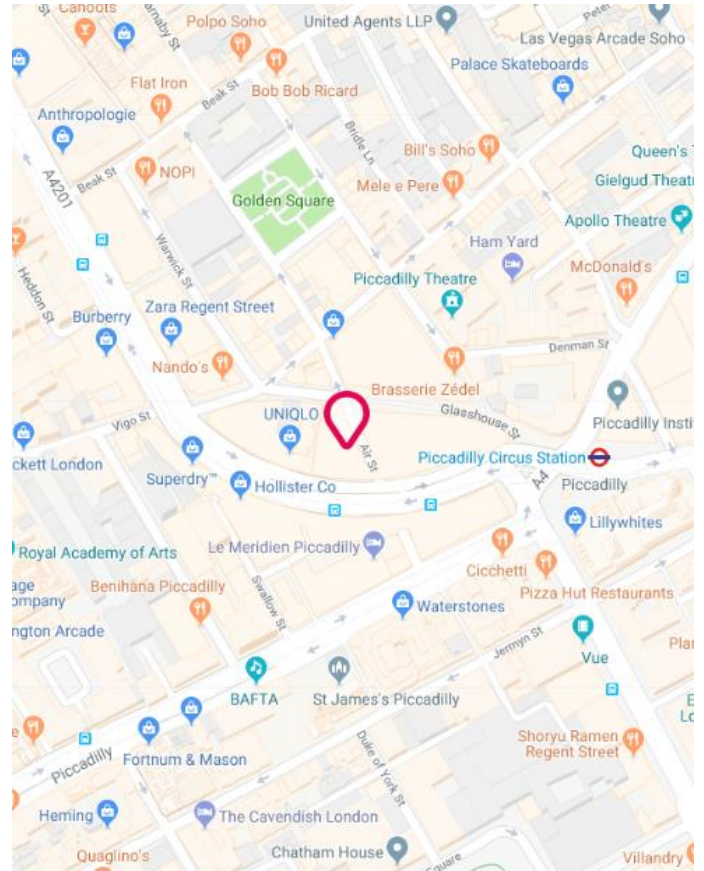 Cahoots
Polpo Soho
United Agents LLP
Las Vegas Arcade Soho
Palace Skateboards
Flat Iron
Beak St
Bob Bob Ricard
Anthropologie
Bridle Ln
Bill's Soho
Queen's
Beak St
NOPI
A4201
Golden Square
Mele e Pere
Gielgud Theat
Apollo Theatre
Ham Yard
Warwick St
Piccadilly Theatre
McDonald's
Heddon St
Zara Regent Street
Burberry
Denman St
Nando's
Brasserie Zédel
Glasshouse St
UNIQLO
Vigo St
Air St
Piccadilly Insti
ckett London
Piccadilly Circus Station
Superdry™
Hollister Co
A4
Piccadilly
Lillywhites
Royal Academy of Arts
Le Meridien Piccadilly
Cicchetti
age
ompany
Benihana Piccadilly
Swallow St
Pizza Hut Restaurants
Waterstones
ngton Arcade
Jermyn St
Vue
Plan
BAFTA
St James's Piccadilly
Shoryu Ramen
Regent Street
Piccadilly
Fortnum & Mason
Duke of York St
Heming
The Cavendish London
Quaglino's
Chatham House
Square
Villandry